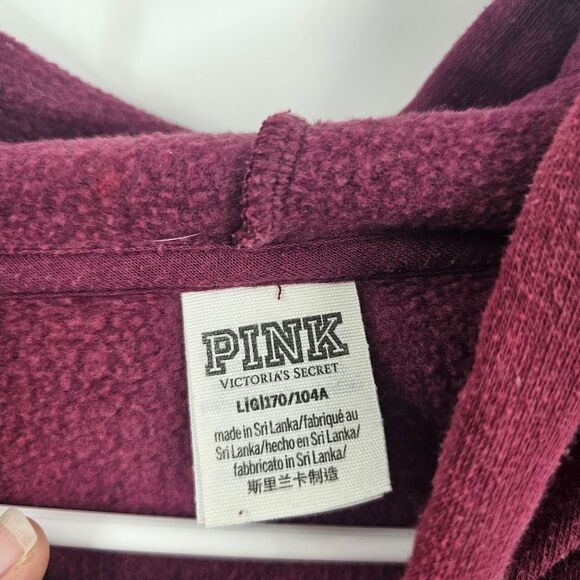 PINK
VICTORIA'S SECRET
L|G|170/104A
made in Sri Lanka/fabriqué au
Sri Lanka/hecho en Sri Lanka/
fabbricato in Sri Lanka/
斯里兰卡制造